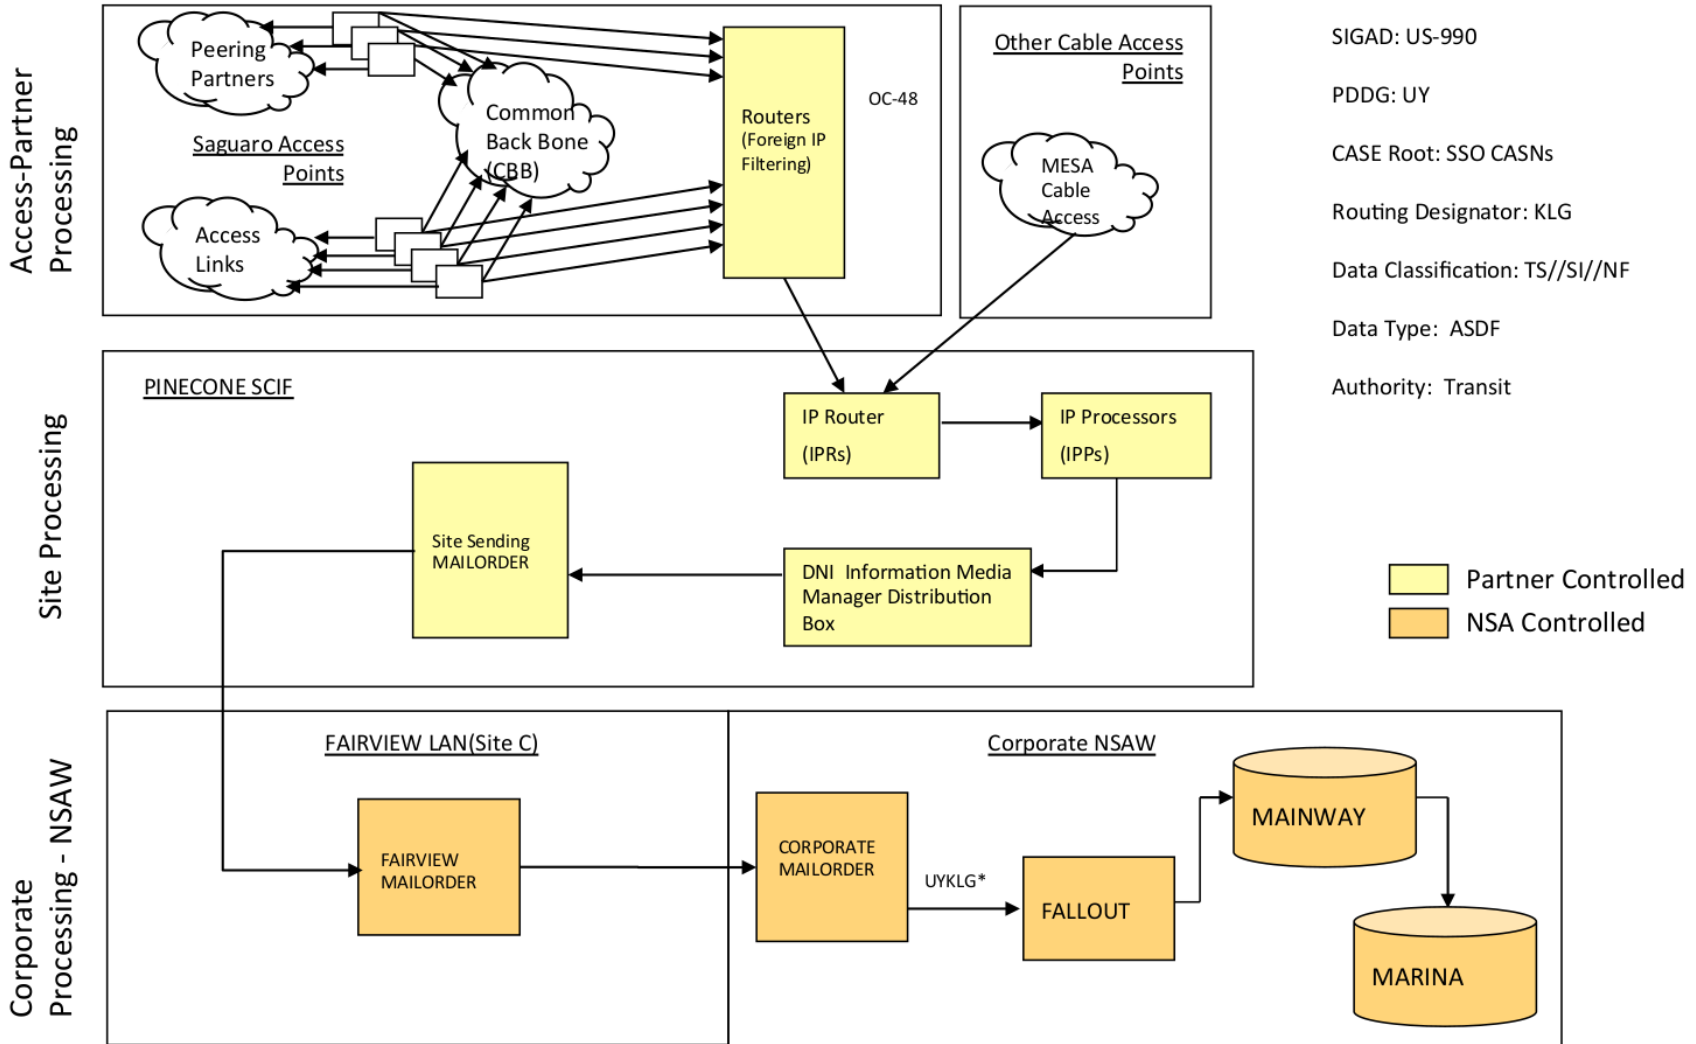 Access-Partner
Processing
Peering
Partners
Saguaro Access
Points
Access
Links
Common
Back Bone
(CBB)
Routers
(Foreign IP
Filtering)
OC-48
Other Cable Access
Points
MESA
Cable
Access
SIGAD: US-990
PDDG: UY
CASE Root: SSO CASNs
Routing Designator: KLG
Data Classification: TS//SI//NF
Data Type: ASDF
Authority: Transit
Site Processing
PINECONE SCIF
IP Router
(IPRs)
IP Processors
(IPPs)
Site Sending
MAILORDER
DNI Information Media
Manager Distribution
Box
Partner Controlled
NSA Controlled
Corporate
Processing - NSAW
FAIRVIEW LAN(Site C)
FAIRVIEW
MAILORDER
Corporate NSAW
CORPORATE
MAILORDER
UYKLG*
FALLOUT
MAINWAY
MARINA